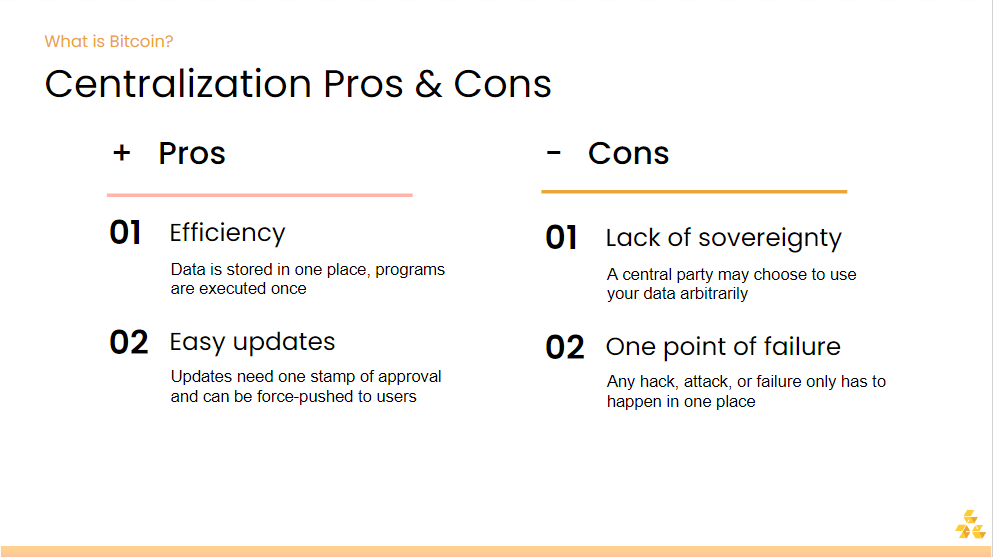 What is Bitcoin?
Centralization Pros & Cons
+ Pros
01 Efficiency
Data is stored in one place, programs
are executed once
02 Easy updates
Updates need one stamp of approval
and can be force-pushed to users
- Cons
01 Lack of sovereignty
A central party may choose to use
your data arbitrarily
02 One point of failure
Any hack, attack, or failure only has to
happen in one place